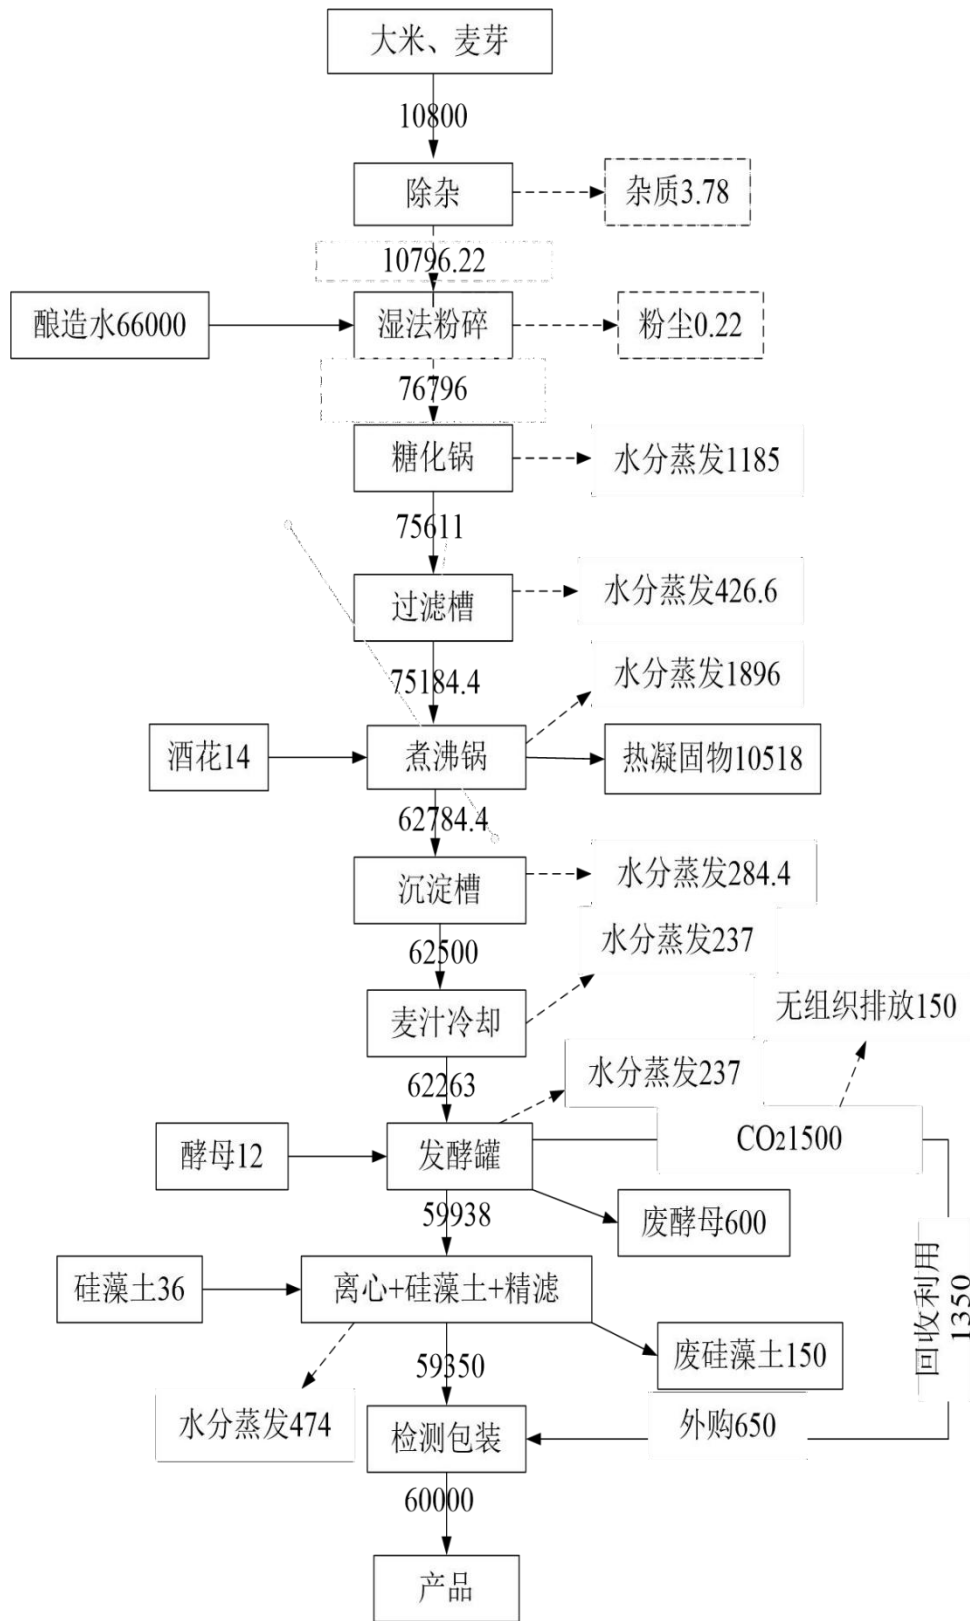 大米、麦芽
10800
除杂
杂质3.78
10796.22
酿造水66000
湿法粉碎
粉尘0.22
76796
糖化锅
水分蒸发1185
75611
过滤槽
水分蒸发426.6
75184.4
水分蒸发1896
酒花14
煮沸锅
热凝固物10518
62784.4
沉淀槽
水分蒸发284.4
62500
水分蒸发237
麦汁冷却
无组织排放150
62263
水分蒸发237
酵母12
发酵罐
CO21500
59938
废酵母600
硅藻土36
离心+硅藻土+精滤
回收利用
1350
59350
废硅藻土150
水分蒸发474
检测包装
外购650
60000
产品